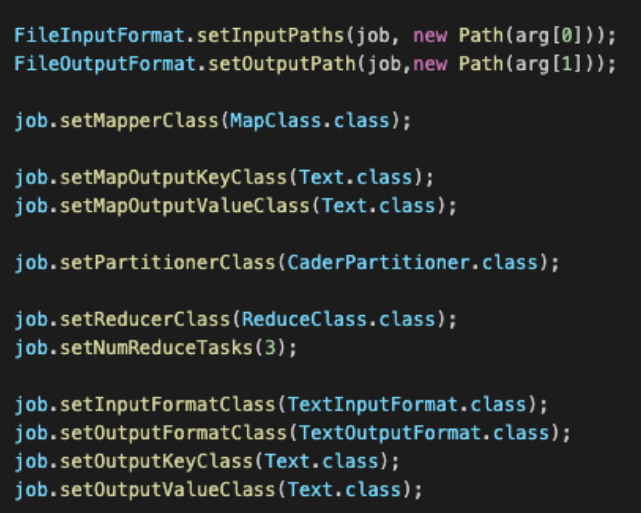 FileInputFormat.setInputPaths(job, new Path(arg[0]));
FileOutputFormat.setOutputPath(job,new Path(arg[1]));
job.setMapperClass(MapClass.class);
job.setMapOutputKeyClass(Text.class);
job.setMapOutputValueClass(Text.class);
job.setPartitionerClass(CaderPartitioner.class);
job.setReducerClass(ReduceClass.class);
job.setNumReduceTasks(3);
job.setInputFormatClass(TextInputFormat.class);
job.setOutputFormatClass(TextOutputFormat.class);
job.setOutputKeyClass(Text.class);
job.setOutputValueClass(Text.class);